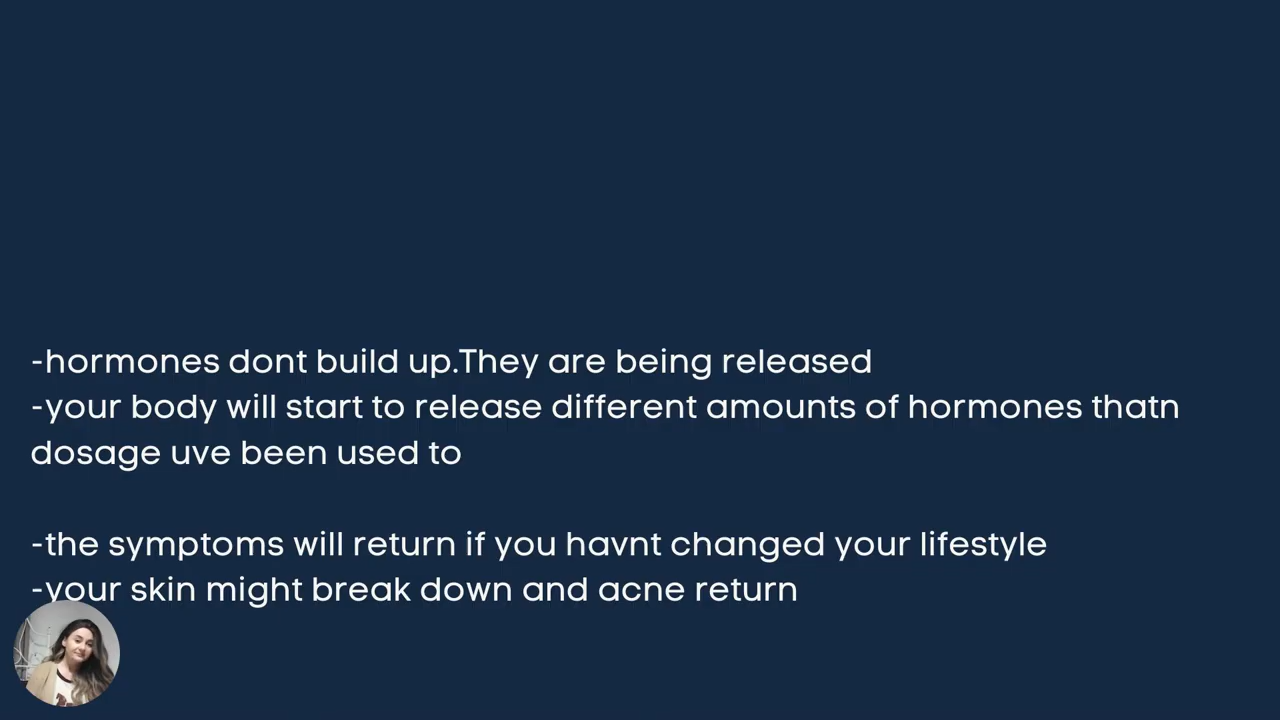 -hormones dont build up.They are being released
-your body will start to release different amounts of hormones thatn
dosage uve been used to
-the symptoms will return if you havnt changed your lifestyle
-your skin might break down and acne return